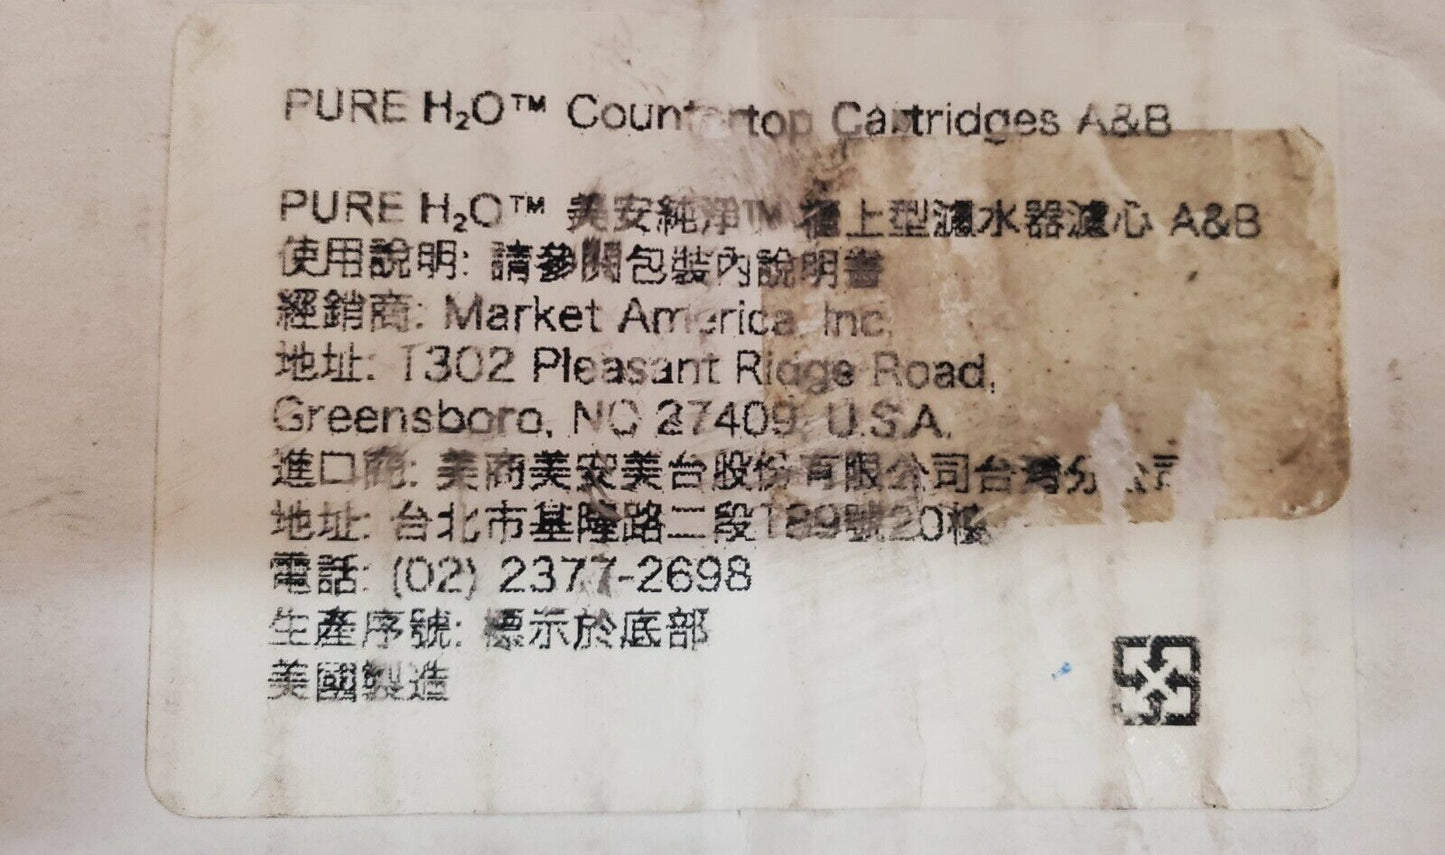 PURE H₂O™ Countertop Cartridges A&B
PURE H₂O™ 美安純淨™ 檯上型濾水器濾心 A&B
使用說明: 請參閱包裝內說明書
經銷商: Market America, Inc.
地址: 1302 Pleasant Ridge Road,
Greensboro, NC 27409, U.S.A.
進口商: 美商美安美台股份有限公司台灣分公司
地址: 台北市基隆路二段189號20樓
電話: (02) 2377-2698
生產序號: 標示於底部
美國製造